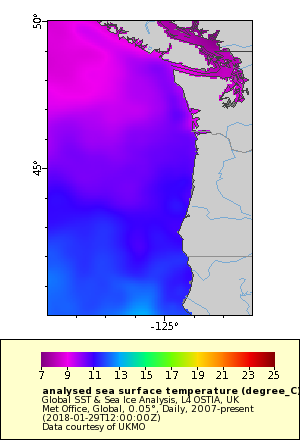 50°
45°
-125°
7 9 11 13 15 17 19 21 23 25
analysed sea surface temperature (degree_C)
Global SST & Sea Ice Analysis, L4 OSTIA, UK
Met Office, Global, 0.05°, Daily, 2007-present
(2018-01-29T12:00:00Z)
Data courtesy of UKMO